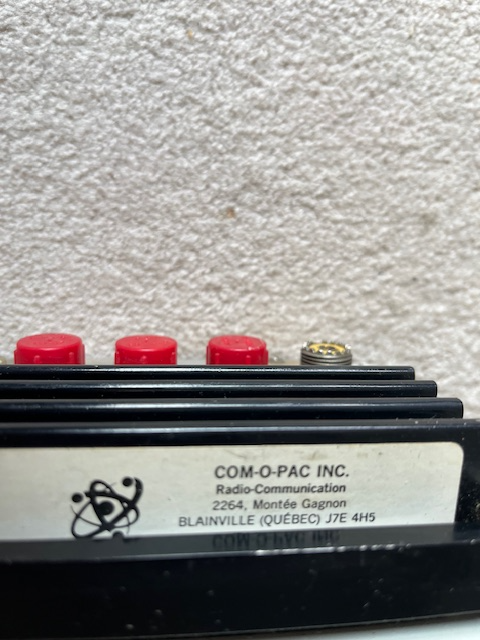 COM-O-PAC INC.
Radio-Communication
2264, Montée Gagnon
BLAINVILLE (QUÉBEC) J7E 4H5